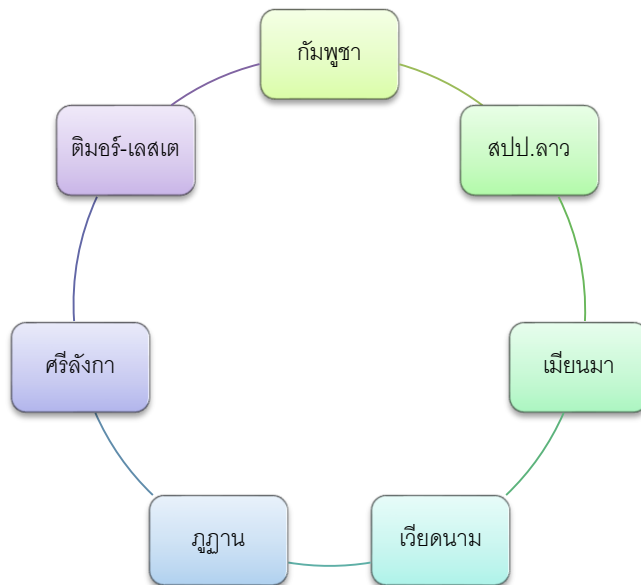 กัมพูชา
สปป.ลาว
เมียนมา
เวียดนาม
ภูฏาน
ศรีลังกา
ติมอร์-เลสเต